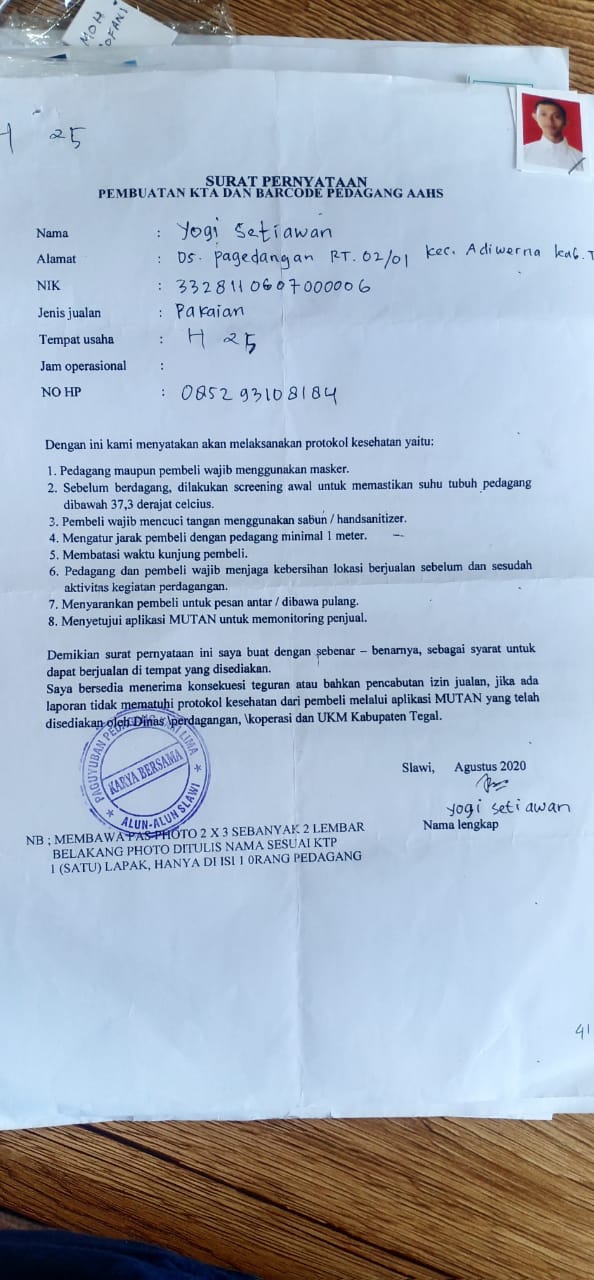 MOH
OFANI
H 25
SURAT PERNYATAAN
PEMBUATAN KTA DAN BARCODE PEDAGANG AAHS
Nama : Yogi Setiawan
Alamat : Ds. Pagedangan RT. 02/01 Kec. Adiwerna Kab. T
NIK : 3328110607000006
Jenis jualan : Pakaian
Tempat usaha : H 25
Jam operasional :
NO HP : 085293108184
Dengan ini kami menyatakan akan melaksanakan protokol kesehatan yaitu:
1. Pedagang maupun pembeli wajib menggunakan masker.
2. Sebelum berdagang, dilakukan screening awal untuk memastikan suhu tubuh pedagang
dibawah 37,3 derajat celcius.
3. Pembeli wajib mencuci tangan menggunakan sabun / handsanitizer.
4. Mengatur jarak pembeli dengan pedagang minimal 1 meter.
5. Membatasi waktu kunjung pembeli.
6. Pedagang dan pembeli wajib menjaga kebersihan lokasi berjualan sebelum dan sesudah
aktivitas kegiatan perdagangan.
7. Menyarankan pembeli untuk pesan antar / dibawa pulang.
8. Menyetujui aplikasi MUTAN untuk memonitoring penjual.
Demikian surat pernyataan ini saya buat dengan sebenar – benarnya, sebagai syarat untuk
dapat berjualan di tempat yang disediakan.
Saya bersedia menerima konsekuesi teguran atau bahkan pencabutan izin jualan, jika ada
laporan tidak mematuhi protokol kesehatan dari pembeli melalui aplikasi MUTAN yang telah
disediakan oleh Dinas \perdagangan, \koperasi dan UKM Kabupaten Tegal.
PAGUYUBAN PEDAGANG KAKI LIMA
KARYA BERSAMA
ALUN-ALUN SLAWI
Slawi, Agustus 2020
yogi setiawan
Nama lengkap
NB ; MEMBAWA PAS PHOTO 2 X 3 SEBANYAK 2 LEMBAR
BELAKANG PHOTO DITULIS NAMA SESUAI KTP
1 (SATU) LAPAK, HANYA DI ISI 1 0RANG PEDAGANG
41